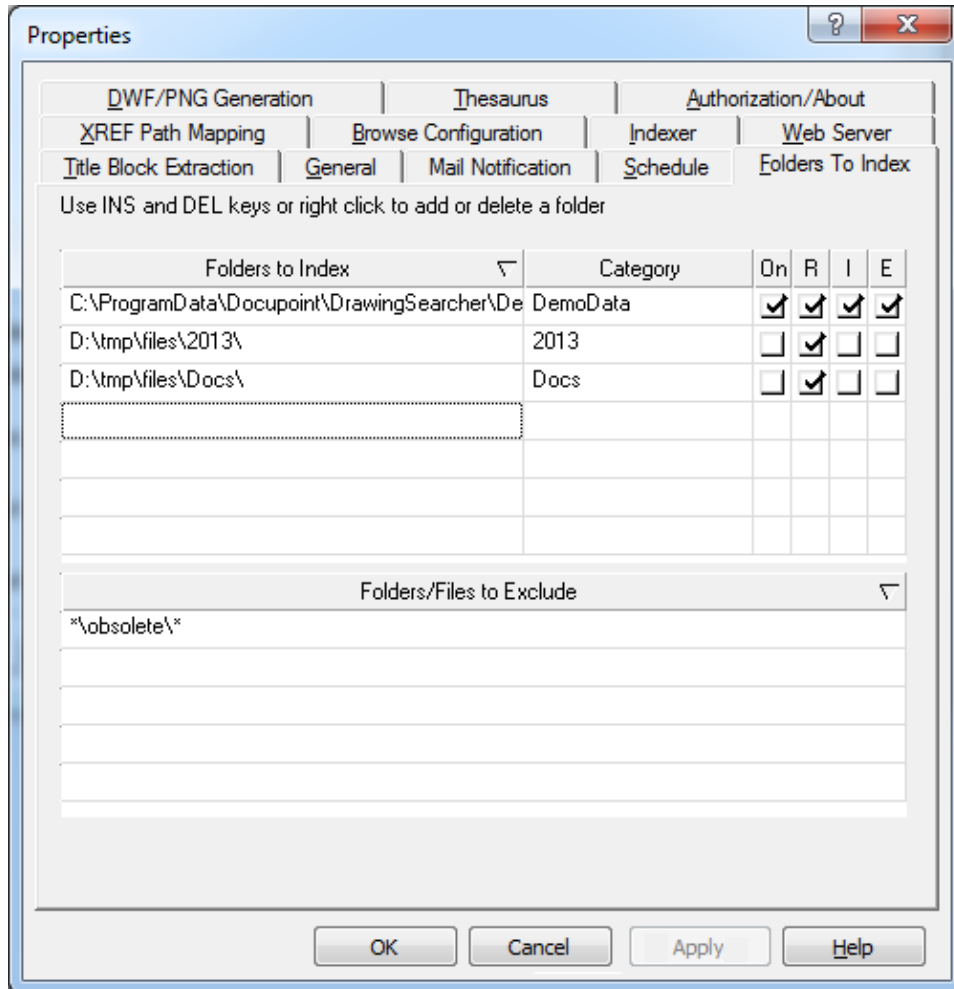 Properties
DWF/PNG Generation Thesaurus Authorization/About
XREF Path Mapping Browse Configuration Indexer Web Server
Title Block Extraction General Mail Notification Schedule Folders To Index
Use INS and DEL keys or right click to add or delete a folder
Folders to Index Category On R I E
C:\ProgramData\Docupoint\DrawingSearcher\De DemoData
D:\tmp\files\2013\ 2013
D:\tmp\files\Docs\ Docs
Folders/Files to Exclude
*\obsolete\*
OK Cancel Apply Help